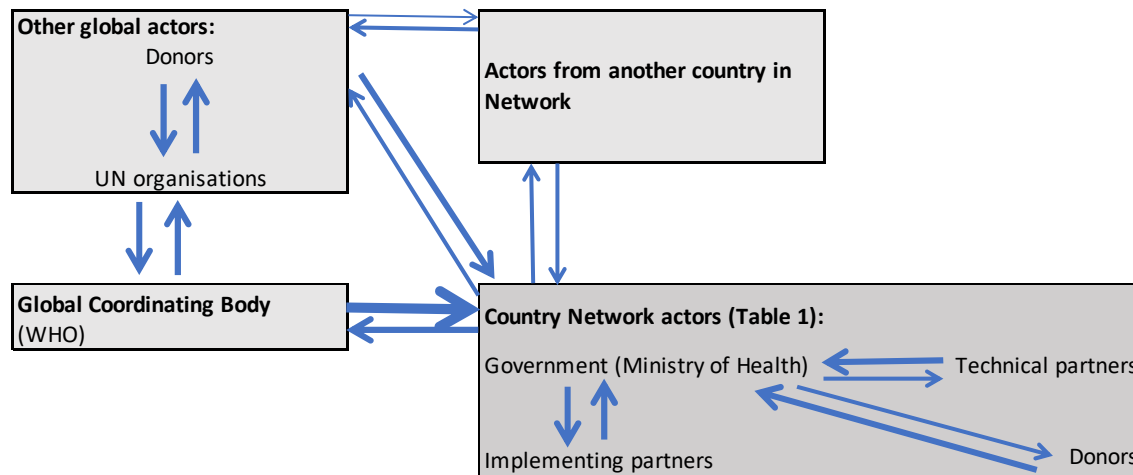 Other global actors:
Donors
UN organisations
Actors from another country in
Network
Global Coordinating Body
(WHO)
Country Network actors (Table 1):
Government (Ministry of Health)
Technical partners
Implementing partners
Donors